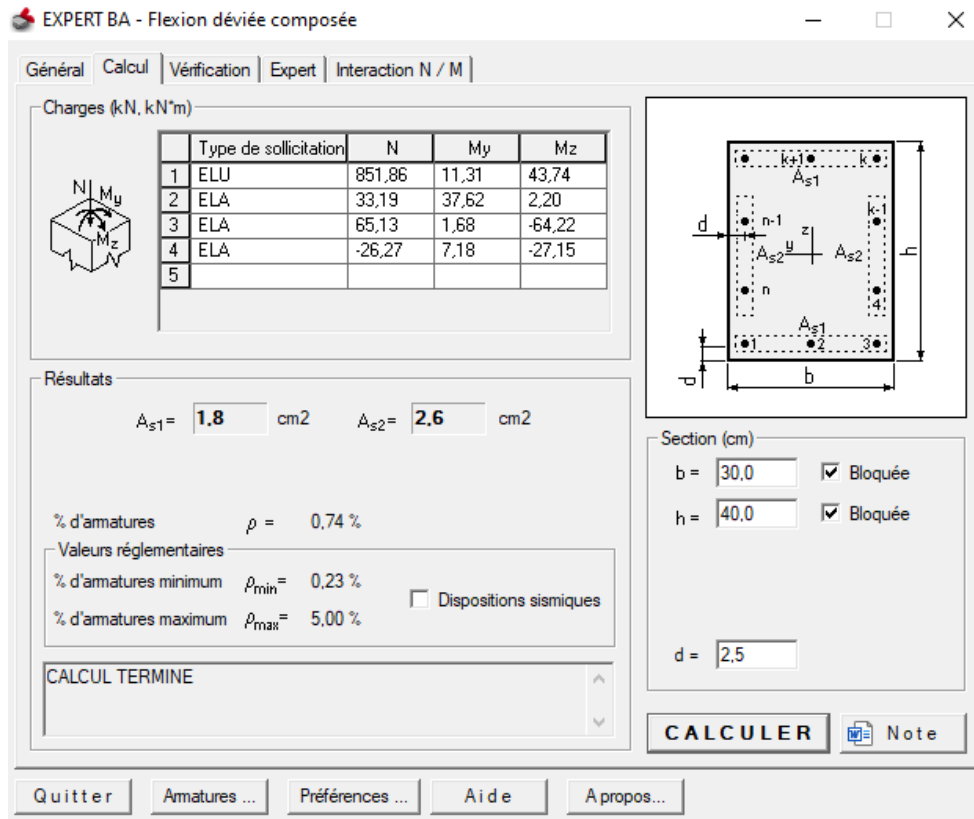 EXPERT BA - Flexion déviée composée
Général Calcul Vérification Expert Interaction N / M
Charges (kN, kN*m)
Type de sollicitation N My Mz
1 ELU 851,86 11,31 43,74
2 ELA 33,19 37,62 2,20
3 ELA 65,13 1,68 -64,22
4 ELA -26,27 7,18 -27,15
5
N My
Mz
k+1 k
As1
d n-1 k-1
z
As2 y As2 h
n 4
As1
1 2 3
d b
Résultats
As1= 1,8 cm2 As2= 2,6 cm2
% d'armatures ρ = 0,74 %
Valeurs réglementaires
% d'armatures minimum ρmin= 0,23 %
% d'armatures maximum ρmax= 5,00 %
Dispositions sismiques
CALCUL TERMINE
Section (cm)
b = 30,0 Bloquée
h = 40,0 Bloquée
d = 2,5
CALCULER Note
Quitter Armatures ... Préférences ... Aide A propos...